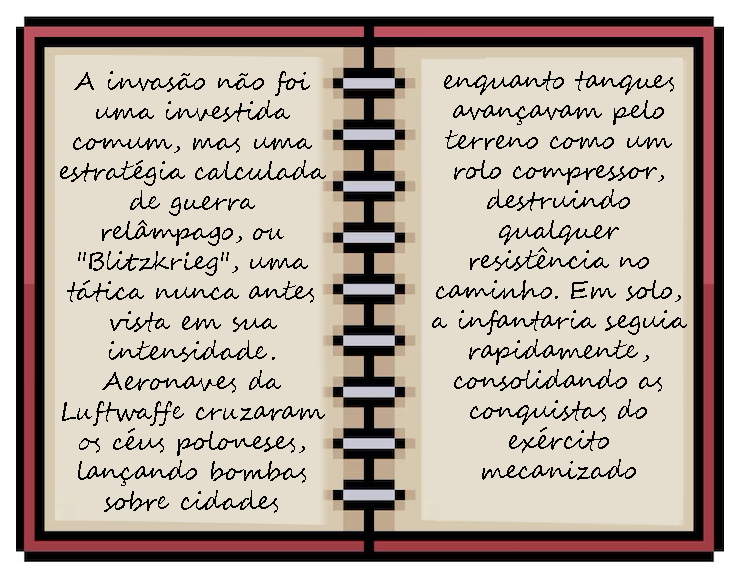 A invasão não foi
uma investida
comum, mas uma
estratégia calculada
de guerra
relâmpago, ou
"Blitzkrieg", uma
tática nunca antes
vista em sua
intensidade.
Aeronaves da
Luftwaffe cruzaram
os céus poloneses,
lançando bombas
sobre cidades
enquanto tanques
avançavam pelo
terreno como um
rolo compressor,
destruindo
qualquer
resistência no
caminho. Em solo,
a infantaria seguia
rapidamente,
consolidando as
conquistas do
exército
mecanizado